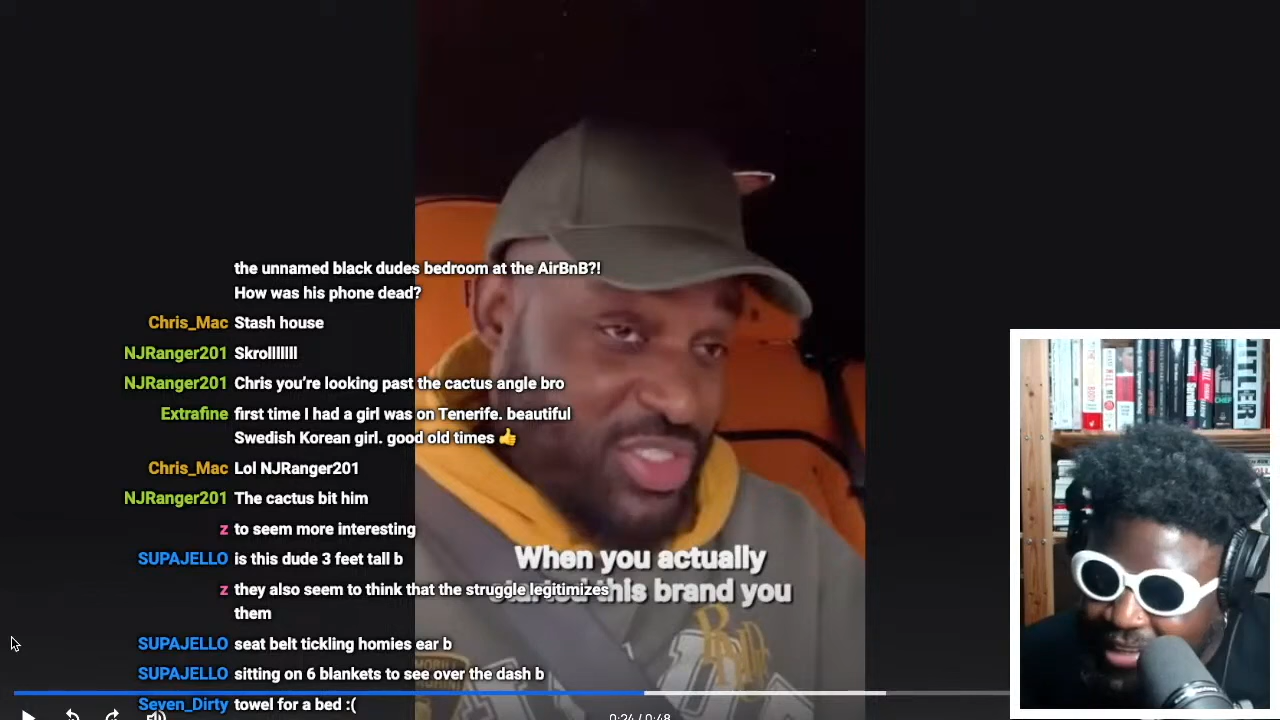 the unnamed black dudes bedroom at the AirBnB?!
How was his phone dead?
Chris_Mac Stash house
NJRanger201 Skrolllllll
NJRanger201 Chris you’re looking past the cactus angle bro
Extrafine first time I had a girl was on Tenerife. beautiful
Swedish Korean girl. good old times 👍
Chris_Mac Lol NJRanger201
NJRanger201 The cactus bit him
z to seem more interesting
SUPAJELLO is this dude 3 feet tall b
When you actually
started this brand you
z they also seem to think that the struggle legitimizes
them
SUPAJELLO seat belt tickling homies ear b
SUPAJELLO sitting on 6 blankets to see over the dash b
Seven_Dirty towel for a bed :(
0:24 / 0:48